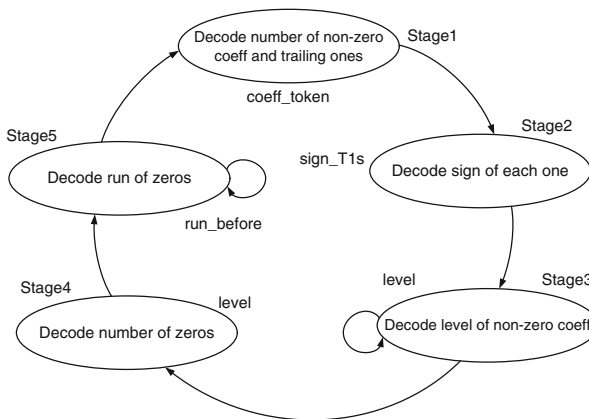 Decode number of non-zero
coeff and trailing ones
Stage1
coeff_token
Stage2
sign_T1s
Decode sign of each one
Stage5
Decode run of zeros
run_before
Stage3
level
Decode level of non-zero coeff
Stage4
level
Decode number of zeros